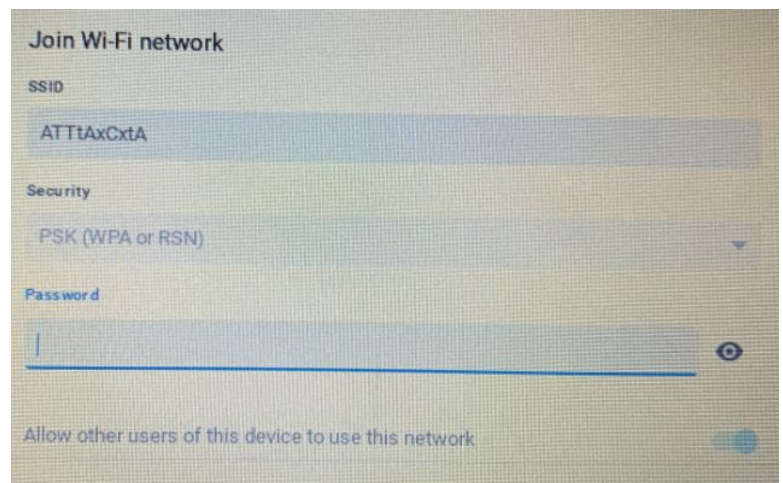 Join Wi-Fi network
SSID
ATTtAxCxtA
Security
PSK (WPA or RSN)
Password
Allow other users of this device to use this network